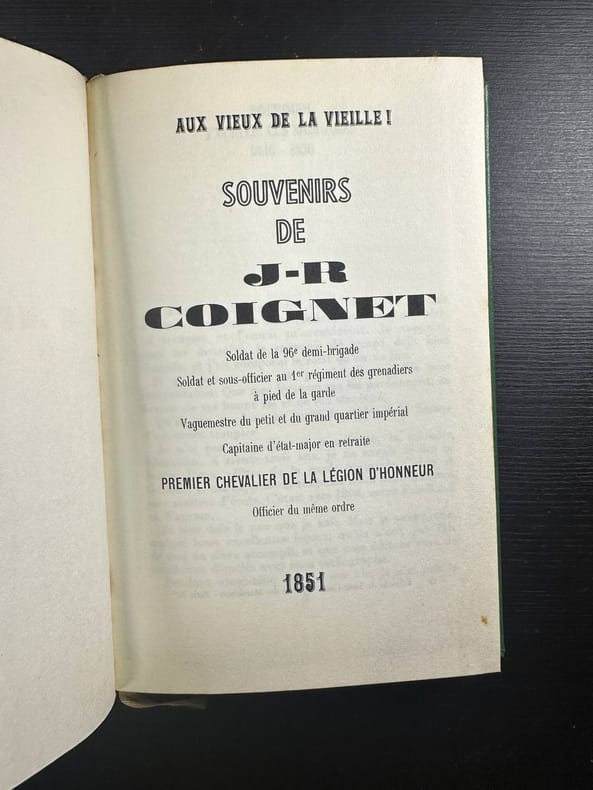 AUX VIEUX DE LA VIEILLE!
SOUVENIRS
DE
J-R
COIGNET
Soldat de la 96e demi-brigade
Soldat et sous-officier au 1er régiment des grenadiers
à pied de la garde
Vaguemestre du petit et du grand quartier impérial
Capitaine d'état-major en retraite
PREMIER CHEVALIER DE LA LÉGION D'HONNEUR
Officier du même ordre
1851